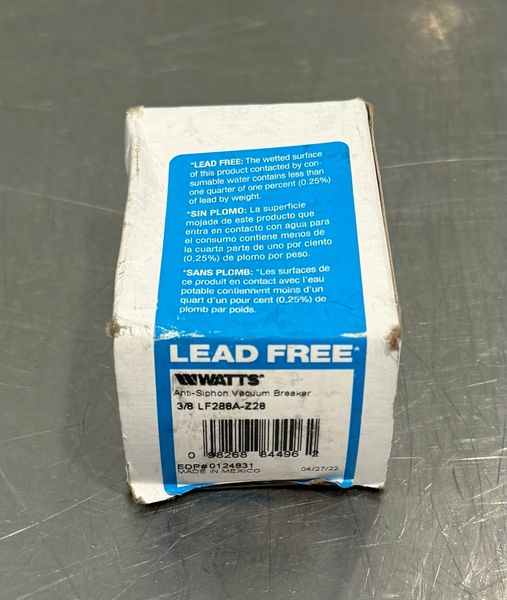 *LEAD FREE: The wetted surface
of this product contacted by con-
sumable water contains less than
one quarter of one percent (0.25%)
of lead by weight.
*SIN PLOMO: La superficie
mojada de este producto que
entra en contacto con agua para
el consumo contiene menos de
la cuarta parte de uno por ciento
(0,25%) de plomo por peso.
*SANS PLOMB: *Les surfaces de
ce produit en contact avec l'eau
potable contiennent moins d'un
quart d'un pour cent (0,25%) de
plomb par poids.
LEAD FREE*
WATTS®
Anti-Siphon Vacuum Breaker
3/8 LF288A-Z28
0 98268 84496 2
EDP# 0124831
MADE IN MEXICO 04/27/22